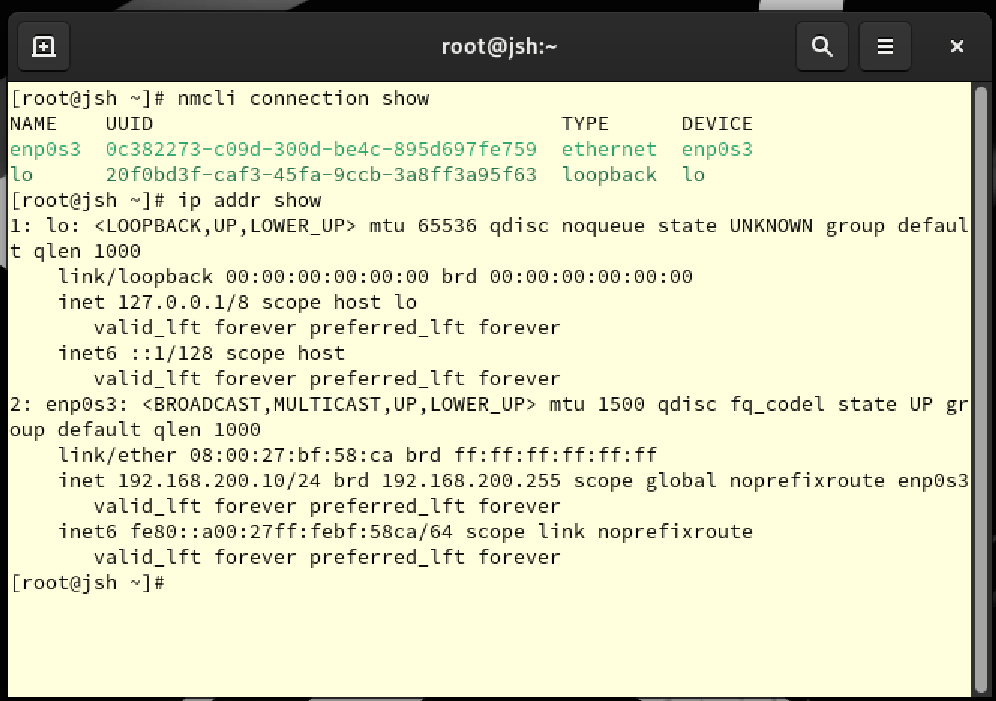 root@jsh:~
[root@jsh ~]# nmcli connection show
NAME    UUID                                  TYPE      DEVICE
enp0s3  0c382273-c09d-300d-be4c-895d697fe759  ethernet  enp0s3
lo      20f0bd3f-caf3-45fa-9ccb-3a8ff3a95f63  loopback  lo
[root@jsh ~]# ip addr show
1: lo: <LOOPBACK,UP,LOWER_UP> mtu 65536 qdisc noqueue state UNKNOWN group defaul
t qlen 1000
    link/loopback 00:00:00:00:00:00 brd 00:00:00:00:00:00
    inet 127.0.0.1/8 scope host lo
       valid_lft forever preferred_lft forever
    inet6 ::1/128 scope host
       valid_lft forever preferred_lft forever
2: enp0s3: <BROADCAST,MULTICAST,UP,LOWER_UP> mtu 1500 qdisc fq_codel state UP gr
oup default qlen 1000
    link/ether 08:00:27:bf:58:ca brd ff:ff:ff:ff:ff:ff
    inet 192.168.200.10/24 brd 192.168.200.255 scope global noprefixroute enp0s3
       valid_lft forever preferred_lft forever
    inet6 fe80::a00:27ff:febf:58ca/64 scope link noprefixroute
       valid_lft forever preferred_lft forever
[root@jsh ~]#